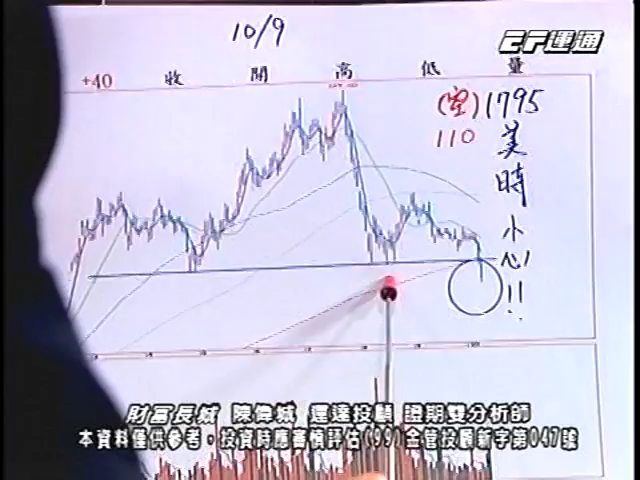 10/9
EF運通
+40 收 開 高 低 量
(空)1795
110
美時
小心!
!!
財富長城 陳偉城 運達投顧 證期雙分析師
本資料僅供參考，投資時應審慎評估(99)金管投顧新字第047號